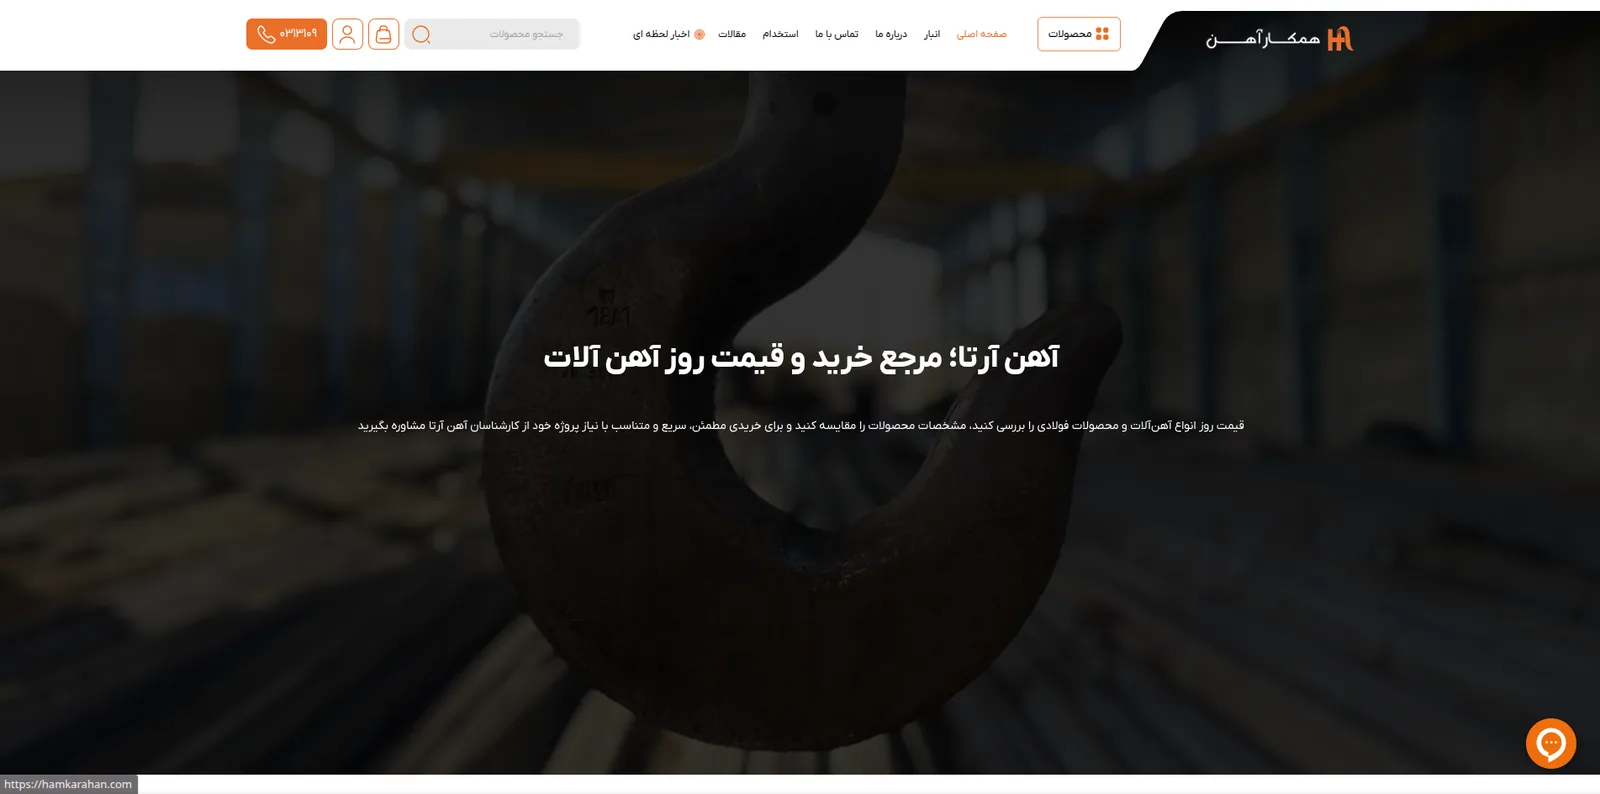 همکارآهن
محصولات
صفحه اصلی
انبار
درباره ما
تماس با ما
استخدام
مقالات
اخبار لحظه ای
جستجو محصولات
۰۳۱۳۱۰۹
آهن آرتا؛ مرجع خرید و قیمت روز آهن آلات
قیمت روز انواع آهن‌آلات و محصولات فولادی را بررسی کنید، مشخصات محصولات را مقایسه کنید و برای خریدی مطمئن، سریع و متناسب با نیاز پروژه خود از کارشناسان آهن آرتا مشاوره بگیرید
https://hamkarahan.com